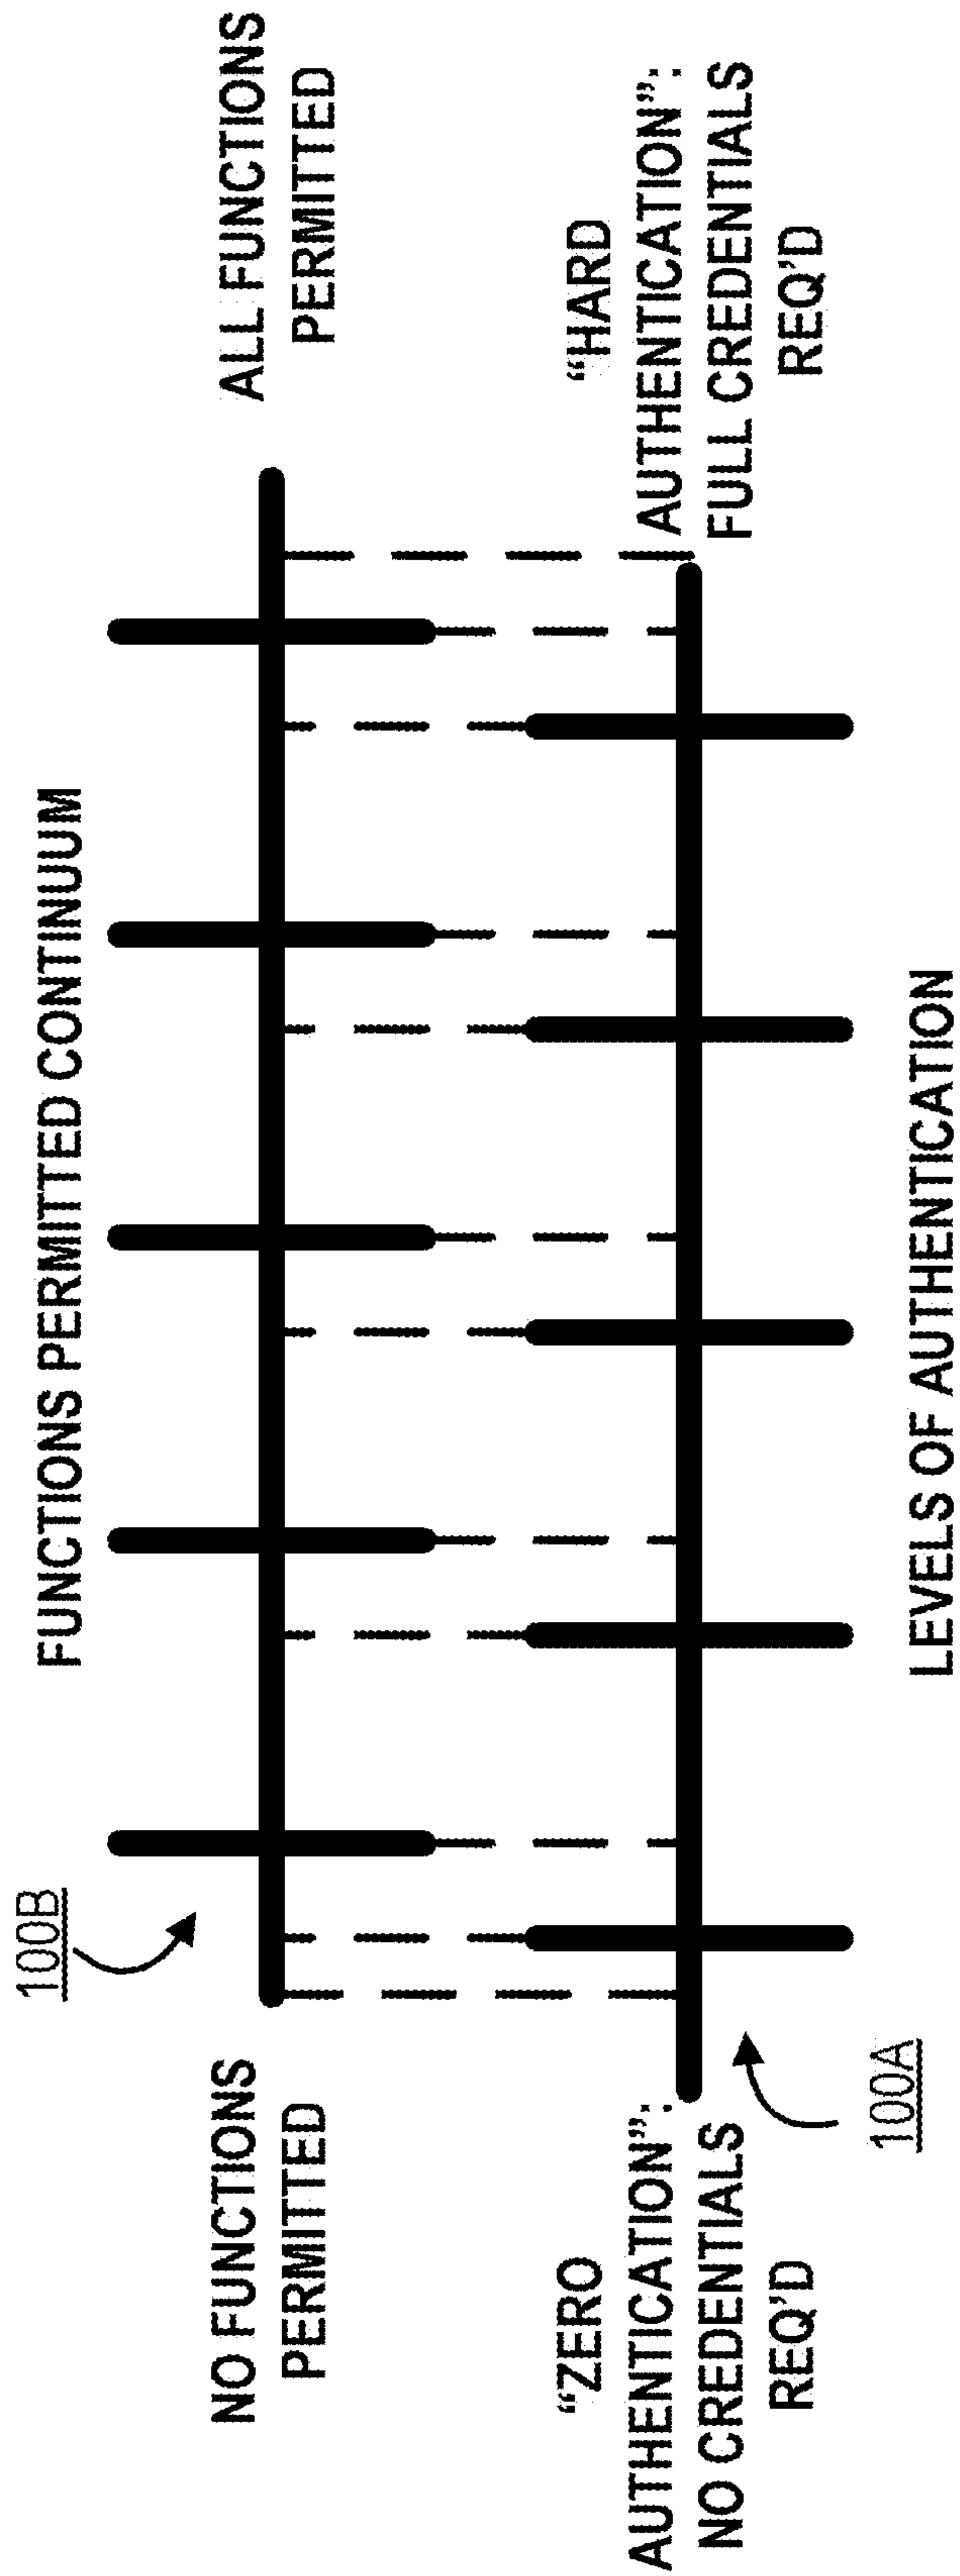 FUNCTIONS PERMITTED CONTINUUM
100B
NO FUNCTIONS
PERMITTED
ALL FUNCTIONS
PERMITTED
“ZERO
AUTHENTICATION”:
NO CREDENTIALS
REQ’D
“HARD
AUTHENTICATION”:
FULL CREDENTIALS
REQ’D
100A
LEVELS OF AUTHENTICATION